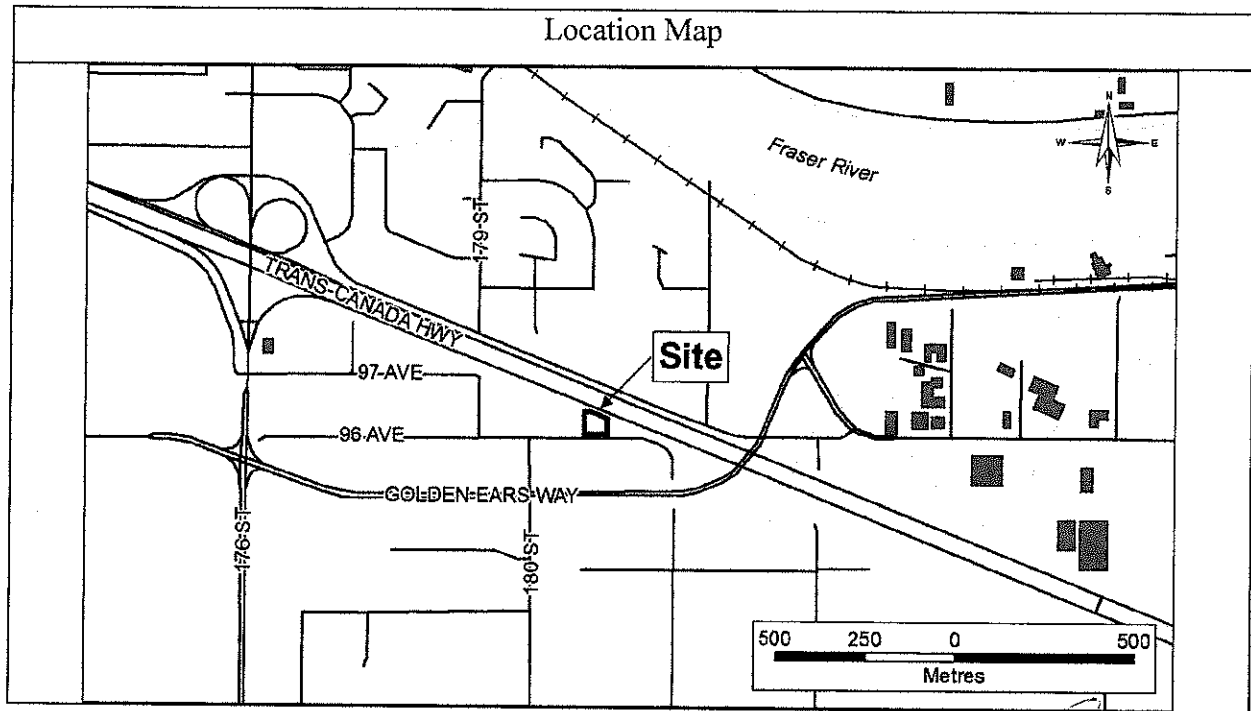 Location Map
N
W E
S
Fraser River
179 ST
TRANS-CANADA HWY
Site
97 AVE
96 AVE
GOLDEN EARS WAY
176 ST
180 ST
500 250 0 500
Metres